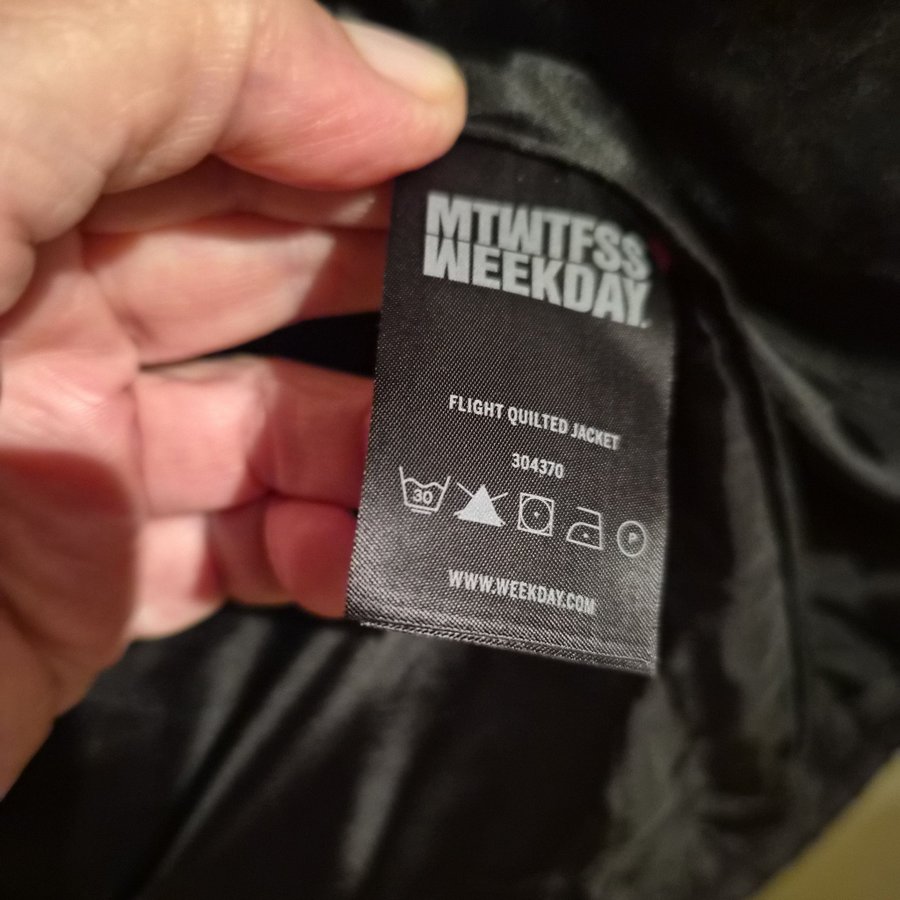 MTWTFSS
WEEKDAY
FLIGHT QUILTED JACKET
304370
30 P
WWW.WEEKDAY.COM